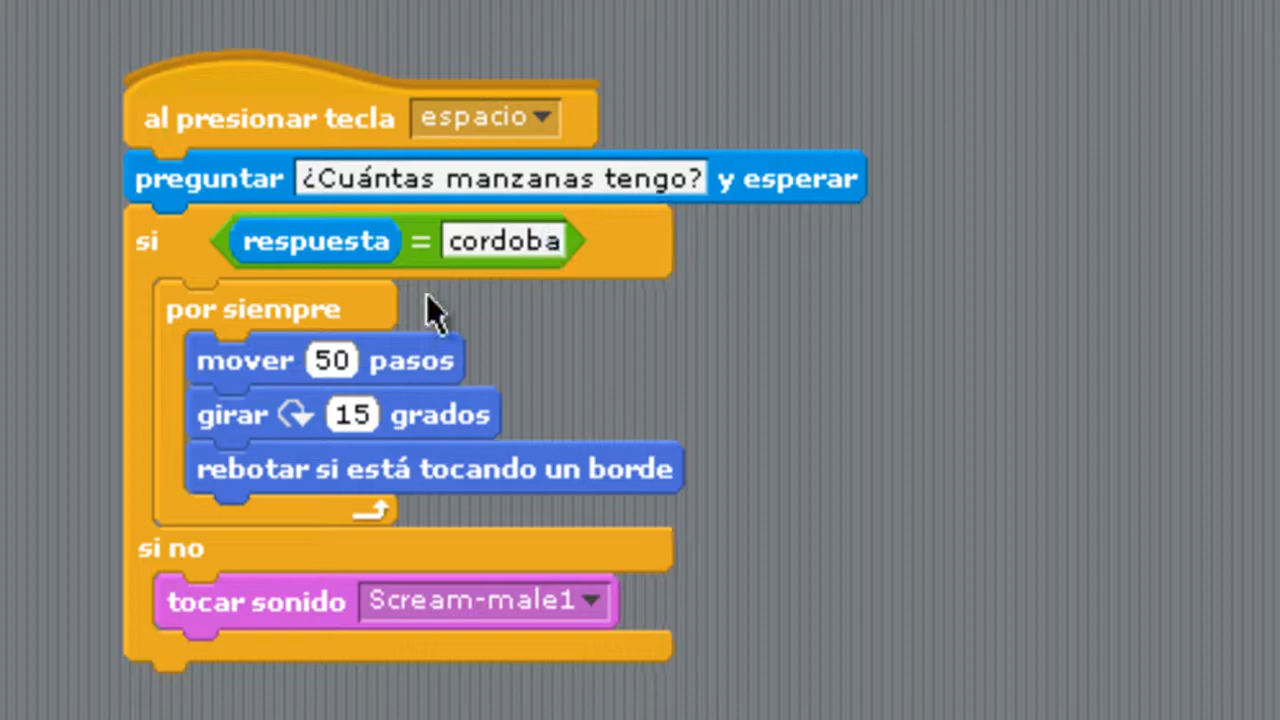 al presionar tecla espacio
preguntar ¿Cuántas manzanas tengo? y esperar
si respuesta = cordoba
por siempre
mover 50 pasos
girar 15 grados
rebotar si está tocando un borde
si no
tocar sonido Scream-male1